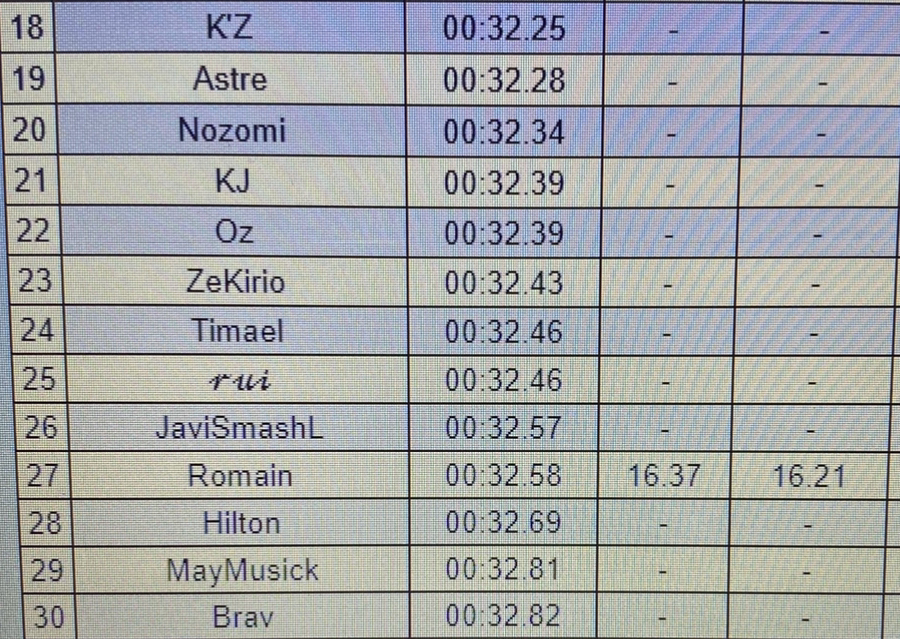 18 K'Z 00:32.25 - -
19 Astre 00:32.28 - -
20 Nozomi 00:32.34 - -
21 KJ 00:32.39 - -
22 Oz 00:32.39 - -
23 ZeKirio 00:32.43 - -
24 Timael 00:32.46 - -
25 𝓇𝓊𝒾 00:32.46 - -
26 JaviSmashL 00:32.57 - -
27 Romain 00:32.58 16.37 16.21
28 Hilton 00:32.69 - -
29 MayMusick 00:32.81 - -
30 Brav 00:32.82 - -